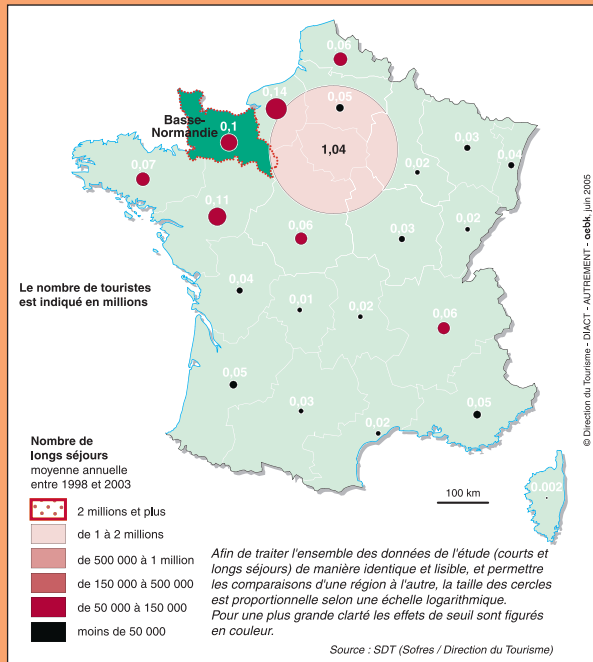 0,06
0,14
0,05
Basse-
Normandie
0,1
1,04
0,03
0,04
0,02
0,07
0,11
0,06
0,03
0,02
Le nombre de touristes
est indiqué en millions
0,04
0,01
0,02
0,06
0,05
0,03
0,02
0,05
0.002
100 km
Nombre de
longs séjours
moyenne annuelle
entre 1998 et 2003
2 millions et plus
de 1 à 2 millions
de 500 000 à 1 million
de 150 000 à 500 000
de 50 000 à 150 000
moins de 50 000
Afin de traiter l'ensemble des données de l'étude (courts et
longs séjours) de manière identique et lisible, et permettre
les comparaisons d'une région à l'autre, la taille des cercles
est proportionnelle selon une échelle logarithmique.
Pour une plus grande clarté les effets de seuil sont figurés
en couleur.
Source : SDT (Sofres / Direction du Tourisme)
© Direction du Tourisme - DIACT - AUTREMENT - oebk, juin 2005